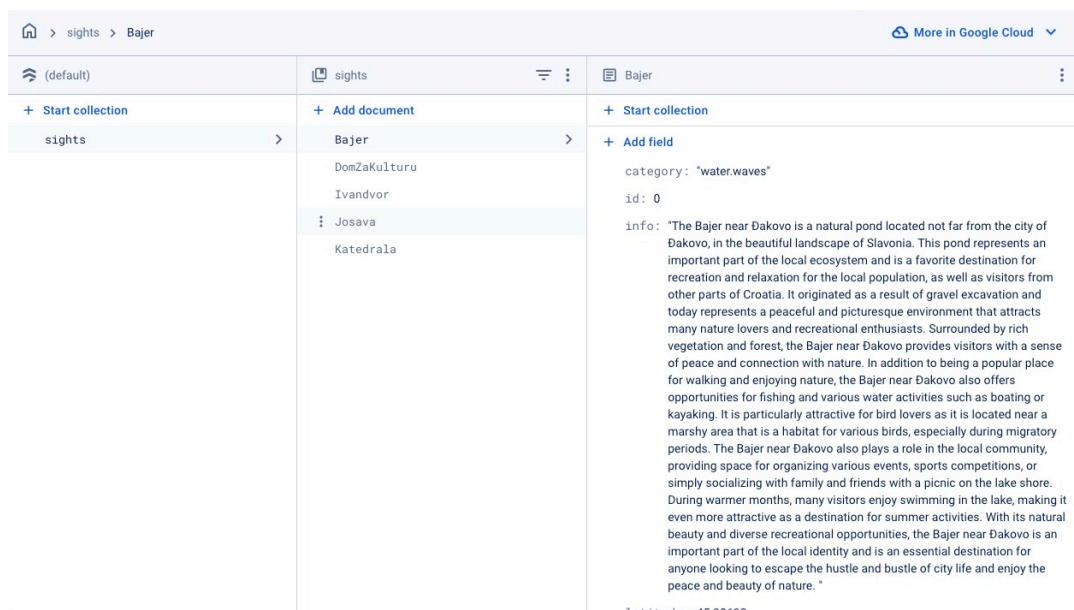 sights > Bajer
More in Google Cloud
(default)
sights
Bajer
+ Start collection
+ Add document
+ Start collection
sights
Bajer
DomZaKulturu
Ivandvor
Josava
Katedrala
+ Add field
category: "water.waves"
id: 0
info: "The Bajer near Đakovo is a natural pond located not far from the city of
Đakovo, in the beautiful landscape of Slavonia. This pond represents an
important part of the local ecosystem and is a favorite destination for
recreation and relaxation for the local population, as well as visitors from
other parts of Croatia. It originated as a result of gravel excavation and
today represents a peaceful and picturesque environment that attracts
many nature lovers and recreational enthusiasts. Surrounded by rich
vegetation and forest, the Bajer near Đakovo provides visitors with a sense
of peace and connection with nature. In addition to being a popular place
for walking and enjoying nature, the Bajer near Đakovo also offers
opportunities for fishing and various water activities such as boating or
kayaking. It is particularly attractive for bird lovers as it is located near a
marshy area that is a habitat for various birds, especially during migratory
periods. The Bajer near Đakovo also plays a role in the local community,
providing space for organizing various events, sports competitions, or
simply socializing with family and friends with a picnic on the lake shore.
During warmer months, many visitors enjoy swimming in the lake, making it
even more attractive as a destination for summer activities. With its natural
beauty and diverse recreational opportunities, the Bajer near Đakovo is an
important part of the local identity and is an essential destination for
anyone looking to escape the hustle and bustle of city life and enjoy the
peace and beauty of nature. "